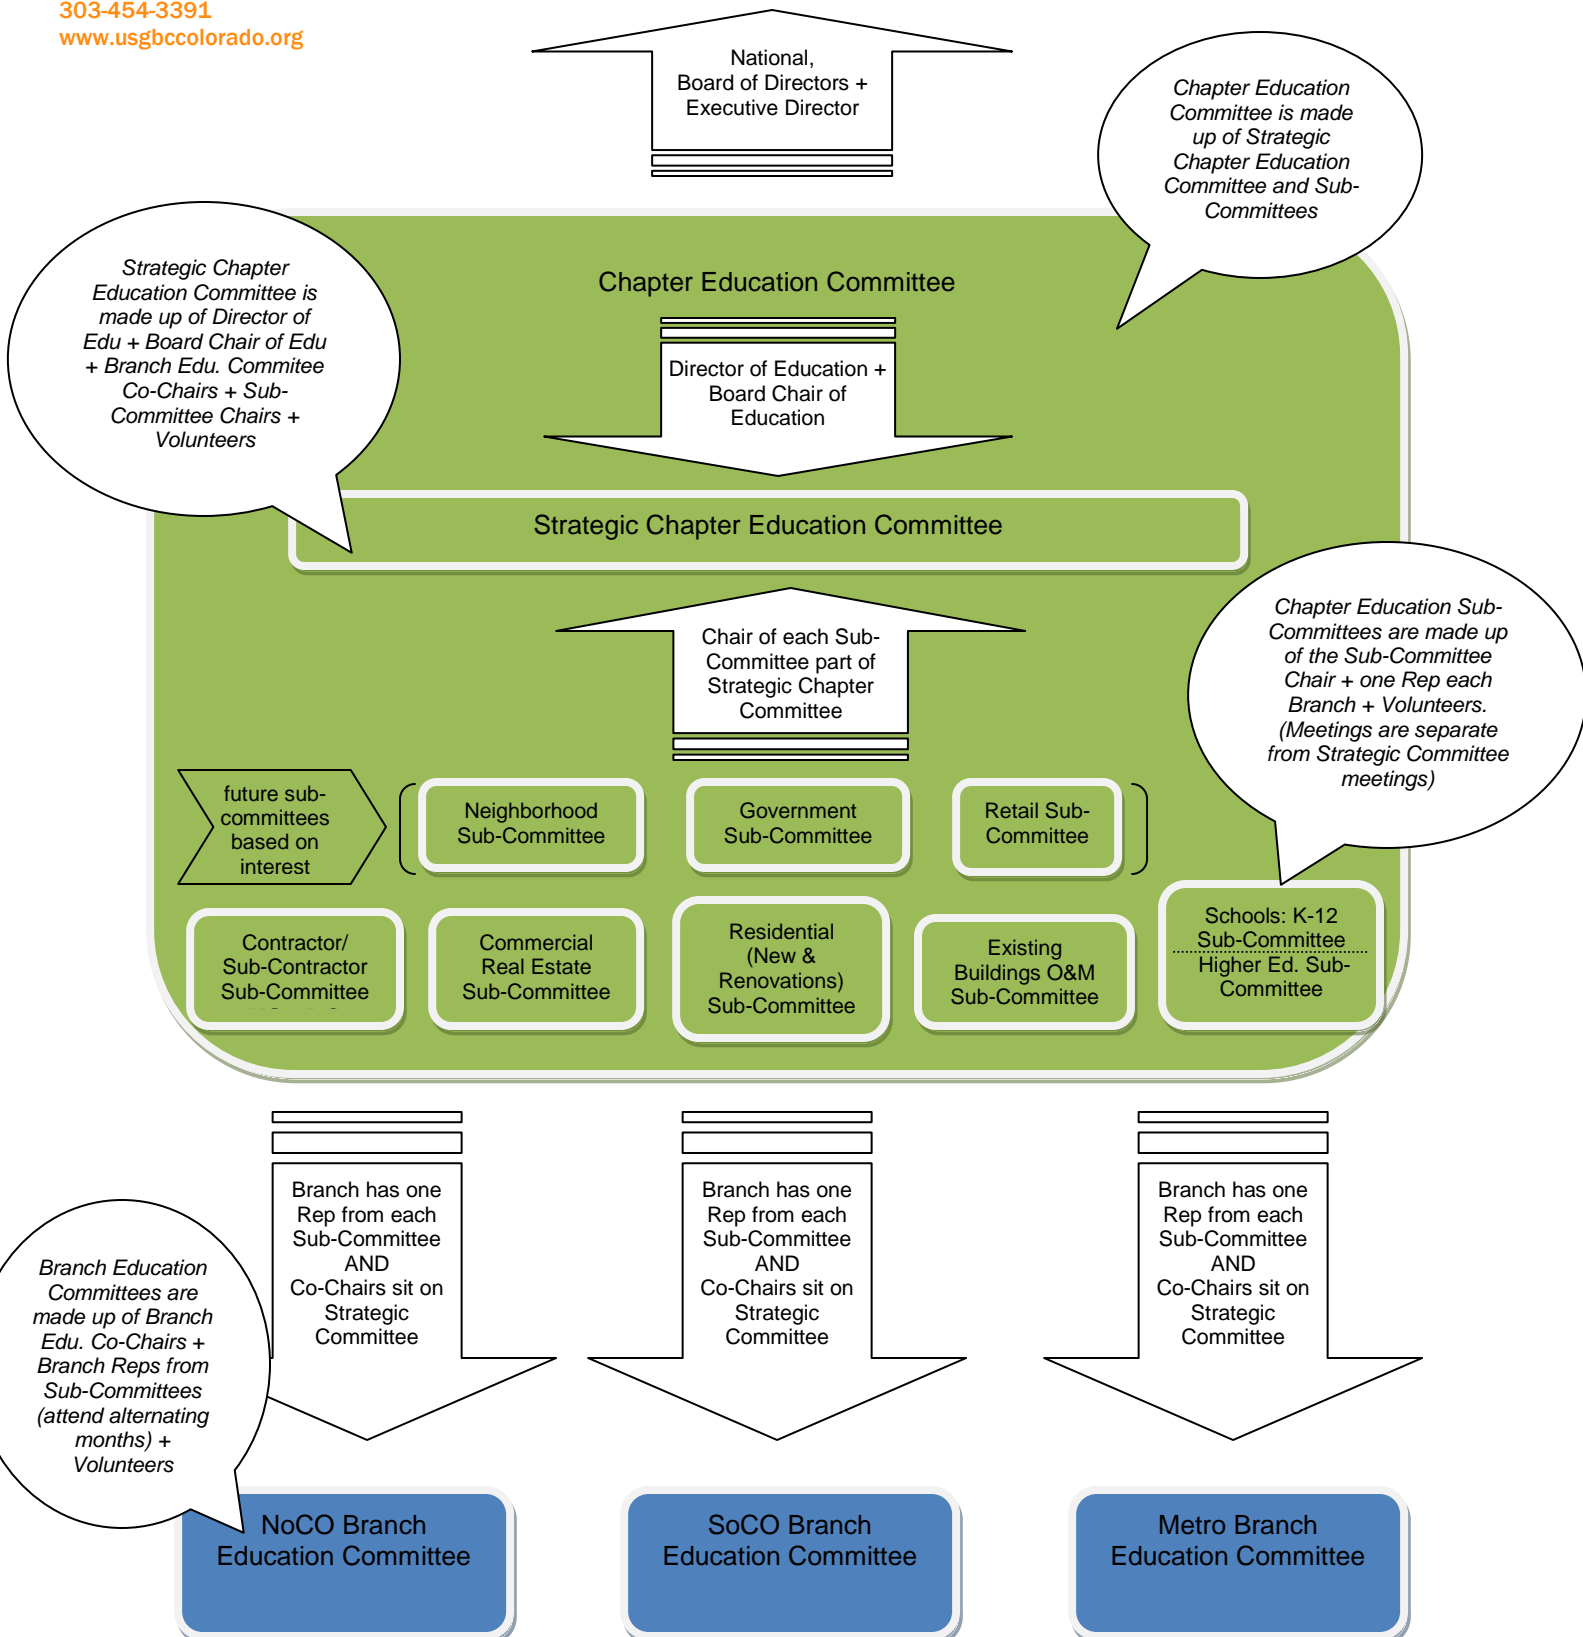 303-454-3391
www.usgbccolorado.org
National,
Board of Directors +
Executive Director
Chapter Education
Committee is made
up of Strategic
Chapter Education
Committee and Sub-
Committees
Strategic Chapter
Education Committee is
made up of Director of
Edu + Board Chair of Edu
+ Branch Edu. Commitee
Co-Chairs + Sub-
Committee Chairs +
Volunteers
Chapter Education Committee
Director of Education +
Board Chair of
Education
Strategic Chapter Education Committee
Chair of each Sub-
Committee part of
Strategic Chapter
Committee
Chapter Education Sub-
Committees are made up
of the Sub-Committee
Chair + one Rep each
Branch + Volunteers.
(Meetings are separate
from Strategic Committee
meetings)
future sub-
committees
based on
interest
Neighborhood
Sub-Committee
Government
Sub-Committee
Retail Sub-
Committee
Contractor/
Sub-Contractor
Sub-Committee
Commercial
Real Estate
Sub-Committee
Residential
(New &
Renovations)
Sub-Committee
Existing
Buildings O&M
Sub-Committee
Schools: K-12
Sub-Committee
Higher Ed. Sub-
Committee
Branch has one
Rep from each
Sub-Committee
AND
Co-Chairs sit on
Strategic
Committee
Branch has one
Rep from each
Sub-Committee
AND
Co-Chairs sit on
Strategic
Committee
Branch has one
Rep from each
Sub-Committee
AND
Co-Chairs sit on
Strategic
Committee
Branch Education
Committees are
made up of Branch
Edu. Co-Chairs +
Branch Reps from
Sub-Committees
(attend alternating
months) +
Volunteers
NoCO Branch
Education Committee
SoCO Branch
Education Committee
Metro Branch
Education Committee